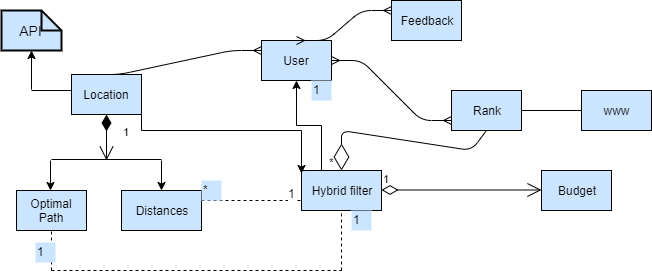 API
Feedback
User
1
Location
Rank
www
1
*
Hybrid filter
1
Budget
*
1
Optimal
Path
Distances
1
1